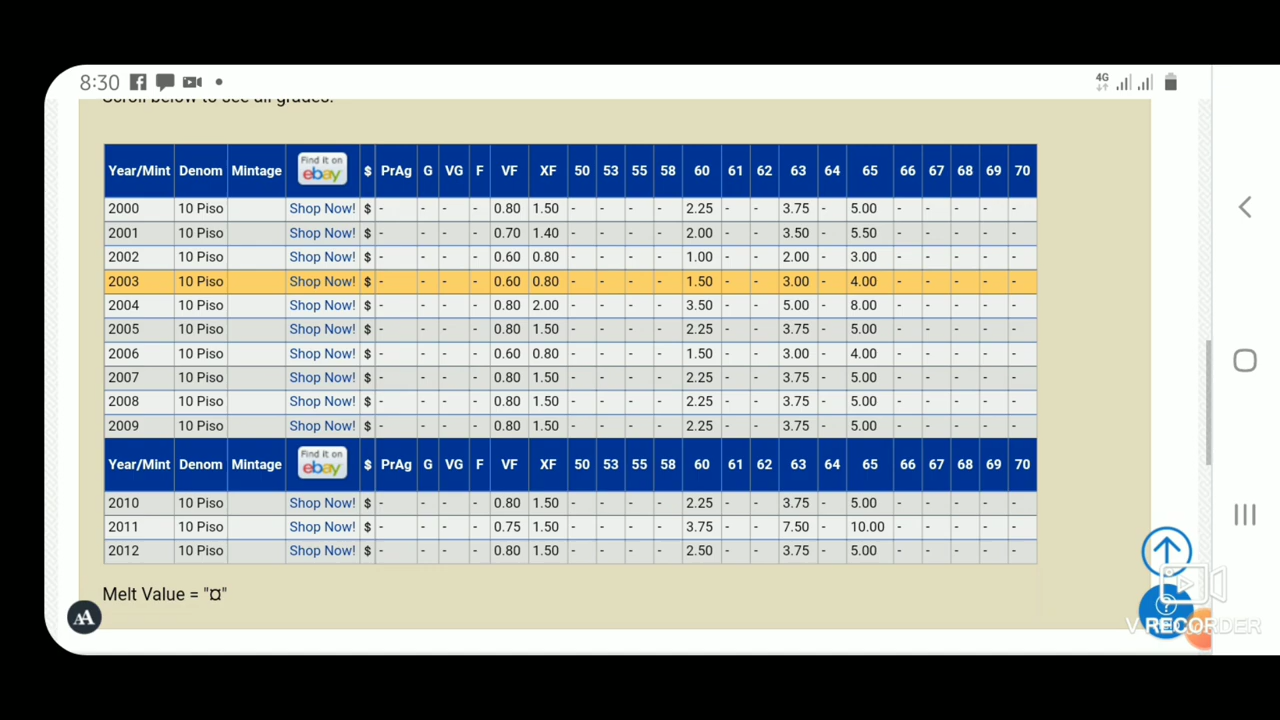 8:30
4G
Scroll below to see all grades.
Year/Mint Denom Mintage Find it on ebay $ PrAg G VG F VF XF 50 53 55 58 60 61 62 63 64 65 66 67 68 69 70
2000 10 Piso Shop Now! $ - - - - 0.80 1.50 - - - - 2.25 - - 3.75 - 5.00 - - - - -
2001 10 Piso Shop Now! $ - - - - 0.70 1.40 - - - - 2.00 - - 3.50 - 5.50 - - - - -
2002 10 Piso Shop Now! $ - - - - 0.60 0.80 - - - - 1.00 - - 2.00 - 3.00 - - - - -
2003 10 Piso Shop Now! $ - - - - 0.60 0.80 - - - - 1.50 - - 3.00 - 4.00 - - - - -
2004 10 Piso Shop Now! $ - - - - 0.80 2.00 - - - - 3.50 - - 5.00 - 8.00 - - - - -
2005 10 Piso Shop Now! $ - - - - 0.80 1.50 - - - - 2.25 - - 3.75 - 5.00 - - - - -
2006 10 Piso Shop Now! $ - - - - 0.60 0.80 - - - - 1.50 - - 3.00 - 4.00 - - - - -
2007 10 Piso Shop Now! $ - - - - 0.80 1.50 - - - - 2.25 - - 3.75 - 5.00 - - - - -
2008 10 Piso Shop Now! $ - - - - 0.80 1.50 - - - - 2.25 - - 3.75 - 5.00 - - - - -
2009 10 Piso Shop Now! $ - - - - 0.80 1.50 - - - - 2.25 - - 3.75 - 5.00 - - - - -
Year/Mint Denom Mintage Find it on ebay $ PrAg G VG F VF XF 50 53 55 58 60 61 62 63 64 65 66 67 68 69 70
2010 10 Piso Shop Now! $ - - - - 0.80 1.50 - - - - 2.25 - - 3.75 - 5.00 - - - - -
2011 10 Piso Shop Now! $ - - - - 0.75 1.50 - - - - 3.75 - - 7.50 - 10.00 - - - - -
2012 10 Piso Shop Now! $ - - - - 0.80 1.50 - - - - 2.50 - - 3.75 - 5.00 - - - - -
Melt Value = "¤"
AA
V RECORDER